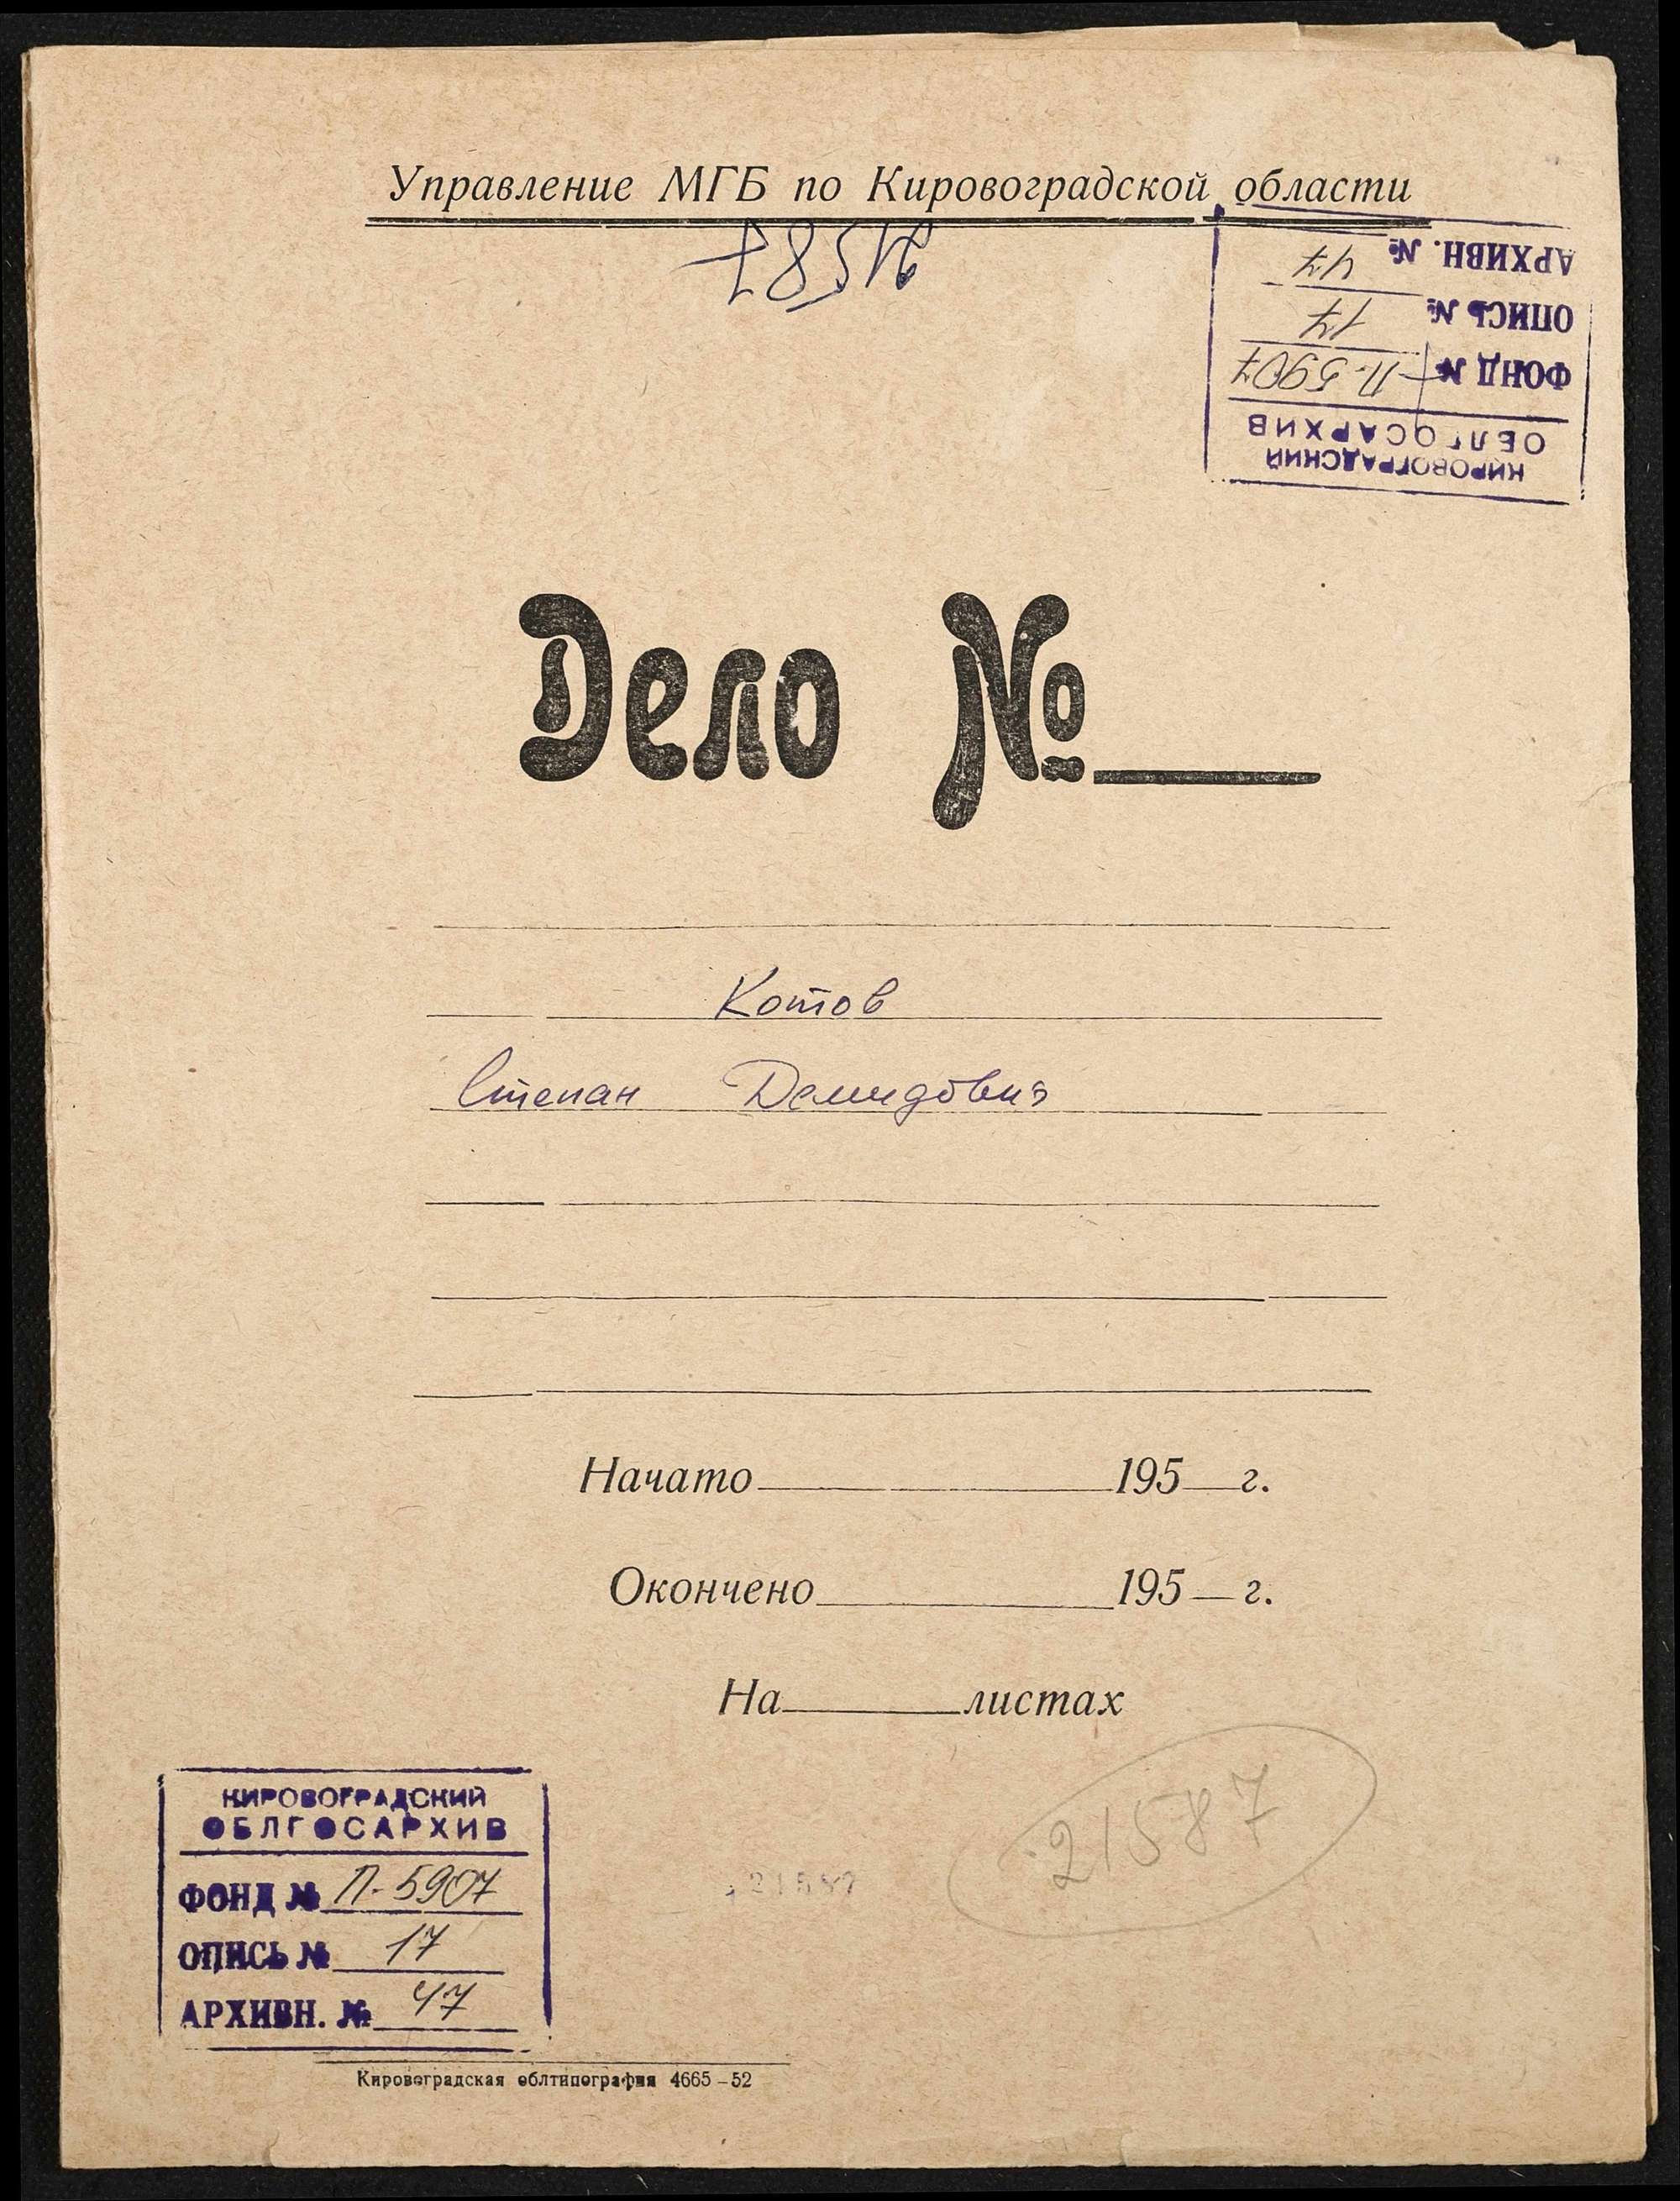 Управление МГБ по Кировоградской области
21587
АРХИВН. № 47
ОПИСЬ № 17
ФОНД № П-5907
ОБЛГОСАРХИВ
КИРОВОГРАДСКИЙ
Дело №
Котов
Степан Демидович
Начато 195 г.
Окончено 195 г.
На листах
КИРОВОГРАДСКИЙ
ОБЛГОСАРХИВ
ФОНД № П-5907
ОПИСЬ № 17
АРХИВН. № 47
21587
21587
Кировоградская облтипография 4665-52